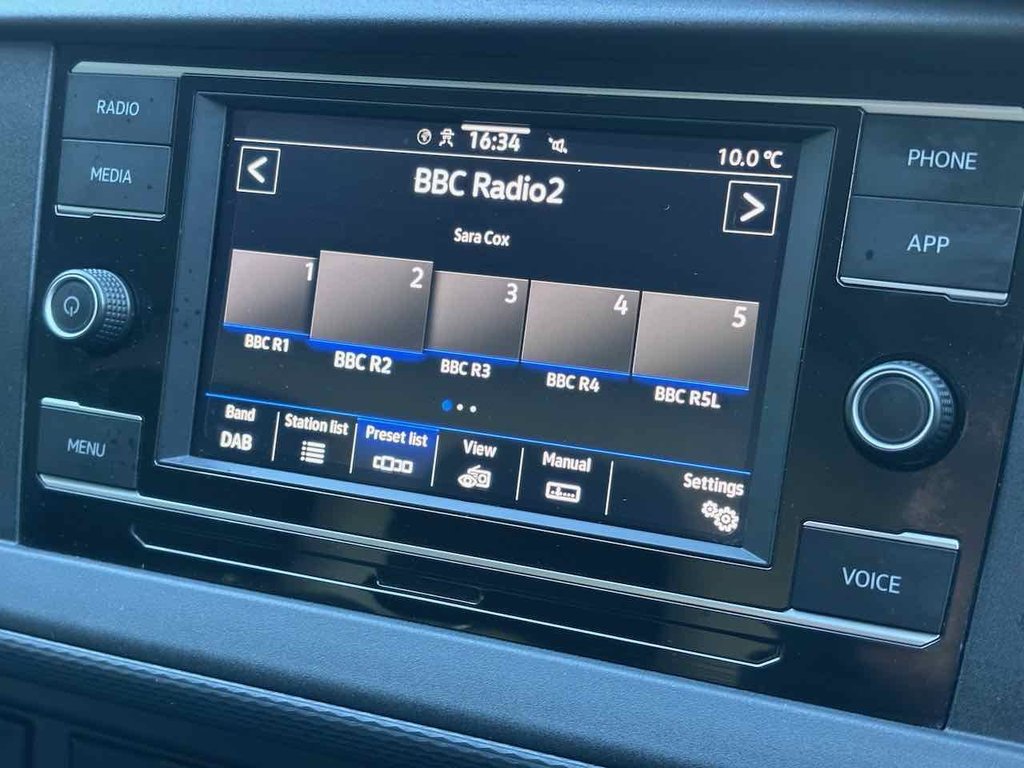 RADIO
MEDIA
MENU
16:34
10.0 °C
<
BBC Radio2
>
Sara Cox
1
2
3
4
5
BBC R1
BBC R2
BBC R3
BBC R4
BBC R5L
Band
DAB
Station list
Preset list
View
Manual
Settings
PHONE
APP
VOICE